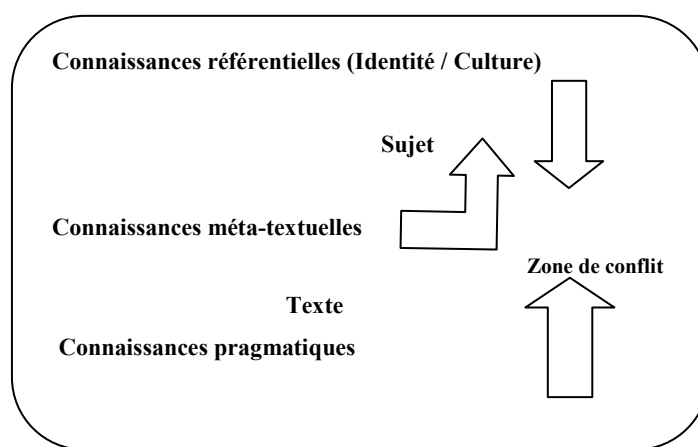 Connaissances référentielles (Identité / Culture)
Sujet
Connaissances méta-textuelles
Zone de conflit
Texte
Connaissances pragmatiques